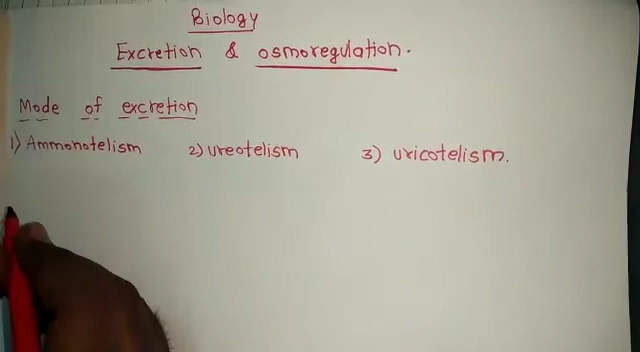 Biology
Excretion & osmoregulation.
Mode of excretion
1) Ammonotelism 2) ureotelism 3) uricotelism.